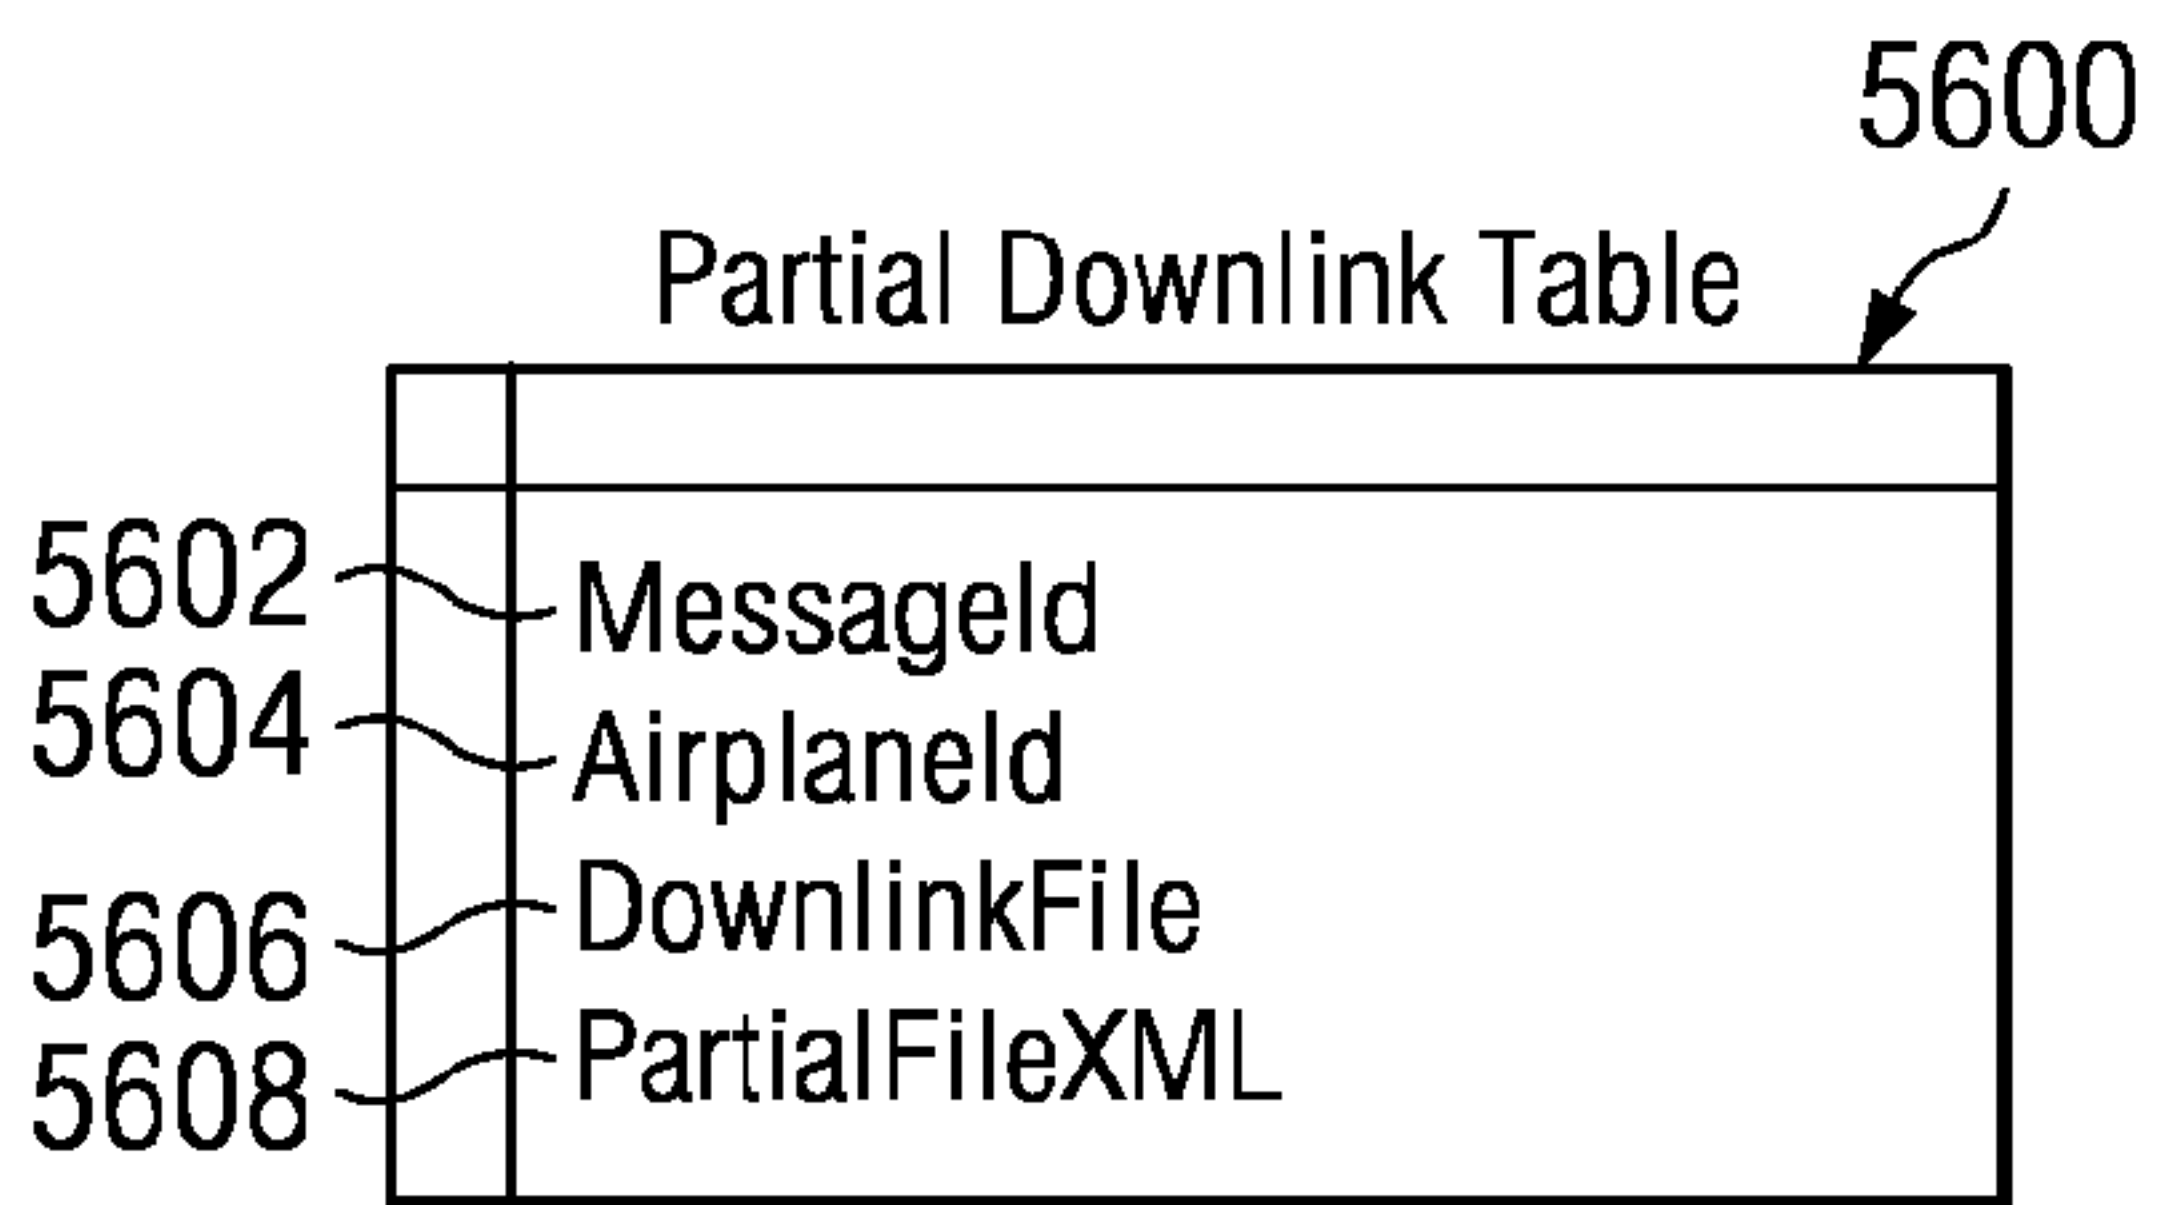 5600
Partial Downlink Table
5602 MessageId
5604 AirplaneId
5606 DownlinkFile
5608 PartialFileXML